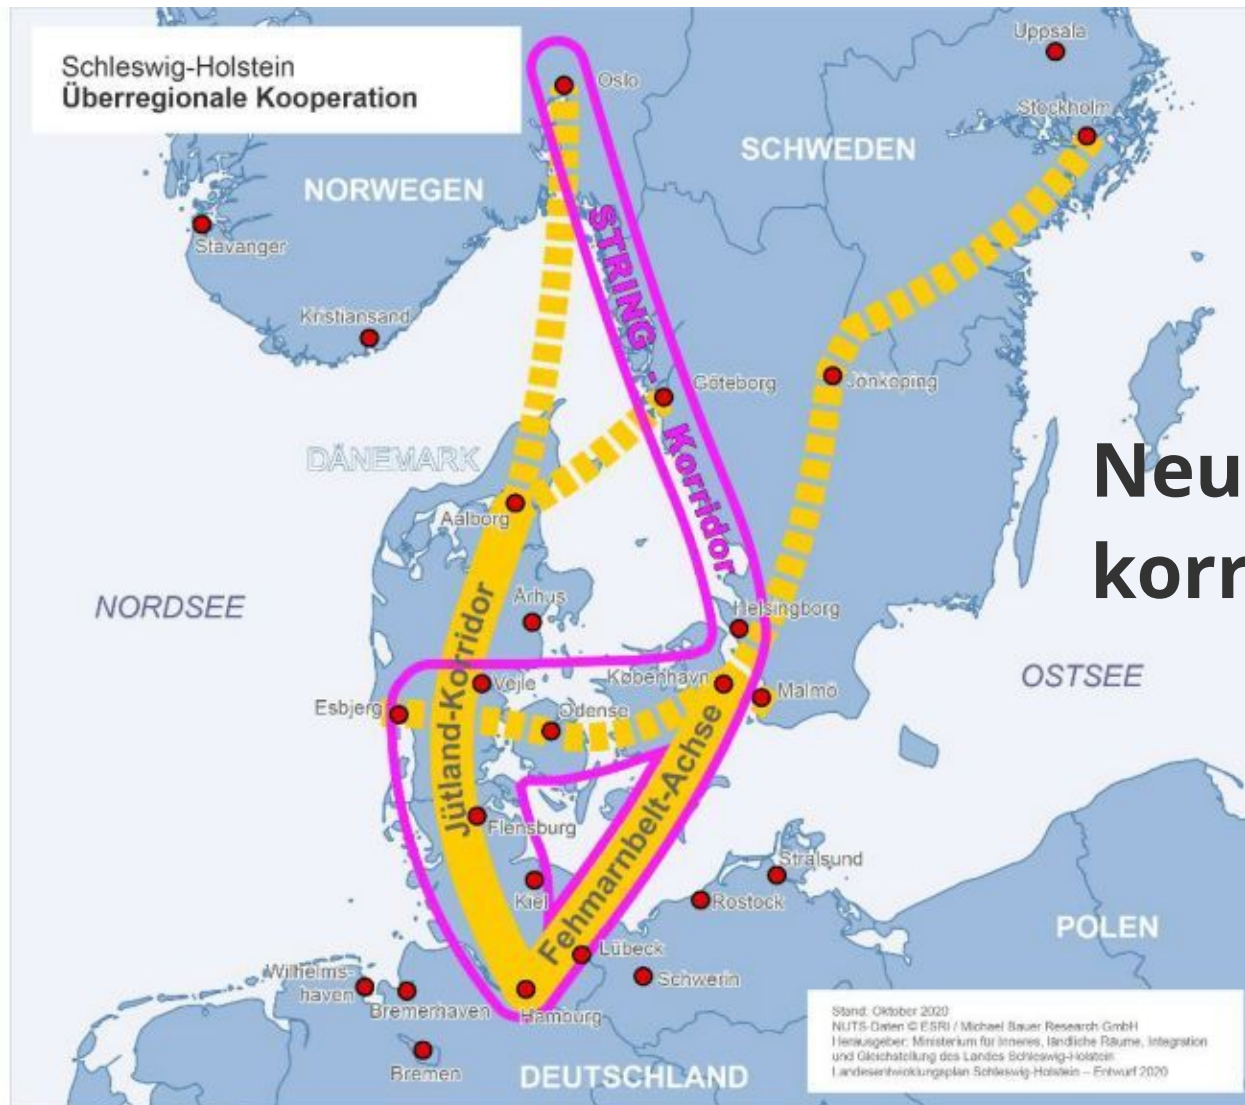 Schleswig-Holstein
Überregionale Kooperation
Uppsala
Oslo
Stockholm
SCHWEDEN
NORWEGEN
Stavanger
STRING - Korridor
Kristiansand
Göteborg
Jönköping
DÄNEMARK
Neu
korr
Aalborg
NORDSEE
Århus
Helsingborg
Jütland-Korridor
OSTSEE
Vejle
København
Malmö
Esbjerg
Odense
Fehmarnbelt-Achse
Flensburg
Stralsund
Kiel
Rostock
POLEN
Lübeck
Wilhelms-
haven
Schwerin
Bremerhaven
Hamburg
Bremen
DEUTSCHLAND
Stand: Oktober 2020
NUTS-Daten © ESRI / Michael Bauer Research GmbH
Herausgeber: Ministerium für Inneres, ländliche Räume, Integration
und Gleichstellung des Landes Schleswig-Holstein
Landesentwicklungsplan Schleswig-Holstein – Entwurf 2020